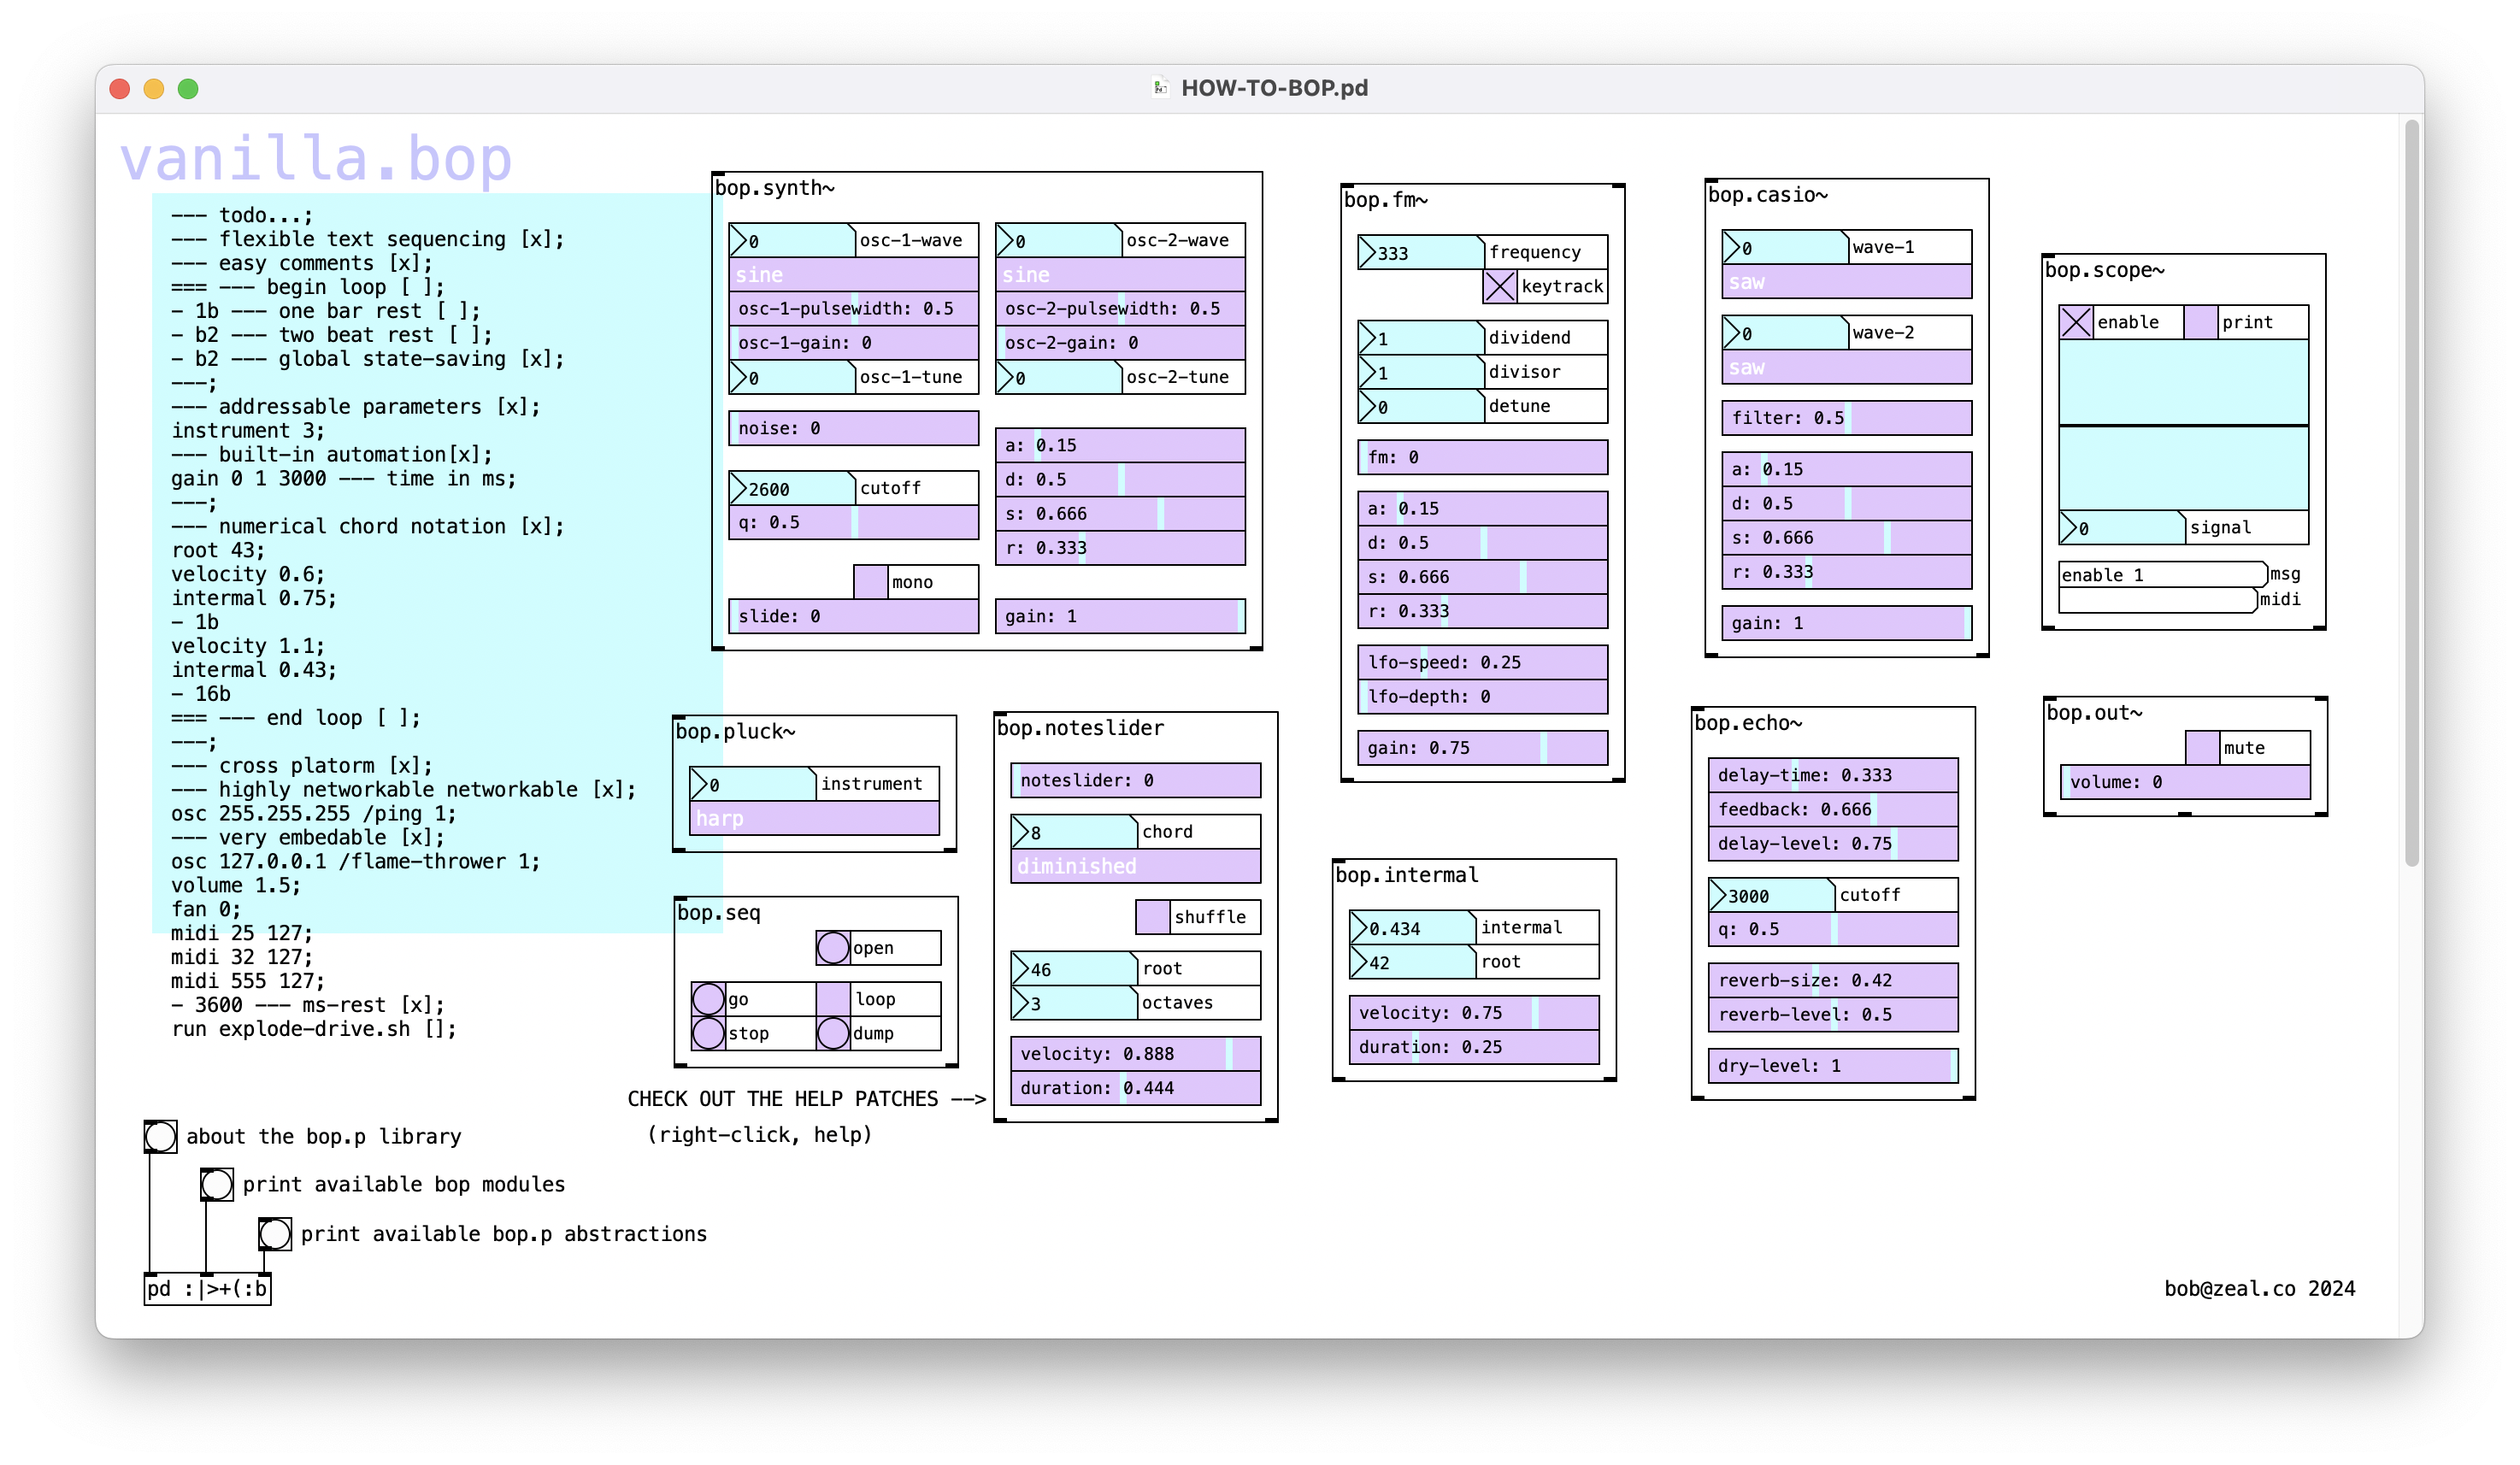 HOW-TO-BOP.pd
vanilla.bop
--- todo...;
--- flexible text sequencing [x];
--- easy comments [x];
=== --- begin loop [ ];
- 1b --- one bar rest [ ];
- b2 --- two beat rest [ ];
- b2 --- global state-saving [x];
---;
--- addressable parameters [x];
instrument 3;
--- built-in automation[x];
gain 0 1 3000 --- time in ms;
---;
--- numerical chord notation [x];
root 43;
velocity 0.6;
intermal 0.75;
- 1b
velocity 1.1;
intermal 0.43;
- 16b
=== --- end loop [ ];
---;
--- cross platorm [x];
--- highly networkable networkable [x];
osc 255.255.255 /ping 1;
--- very embedable [x];
osc 127.0.0.1 /flame-thrower 1;
volume 1.5;
fan 0;
midi 25 127;
midi 32 127;
midi 555 127;
- 3600 --- ms-rest [x];
run explode-drive.sh [];
about the bop.p library
print available bop modules
print available bop.p abstractions
pd :|>+(:b
bop.synth~
0 osc-1-wave
sine
osc-1-pulsewidth: 0.5
osc-1-gain: 0
0 osc-1-tune
noise: 0
2600 cutoff
q: 0.5
mono
slide: 0
0 osc-2-wave
sine
osc-2-pulsewidth: 0.5
osc-2-gain: 0
0 osc-2-tune
a: 0.15
d: 0.5
s: 0.666
r: 0.333
gain: 1
bop.pluck~
0 instrument
harp
bop.seq
open
go loop
stop dump
CHECK OUT THE HELP PATCHES -->
(right-click, help)
bop.noteslider
noteslider: 0
8 chord
diminished
shuffle
46 root
3 octaves
velocity: 0.888
duration: 0.444
bop.fm~
333 frequency
keytrack
1 dividend
1 divisor
0 detune
fm: 0
a: 0.15
d: 0.5
s: 0.666
r: 0.333
lfo-speed: 0.25
lfo-depth: 0
gain: 0.75
bop.intermal
0.434 intermal
42 root
velocity: 0.75
duration: 0.25
bop.casio~
0 wave-1
saw
0 wave-2
saw
filter: 0.5
a: 0.15
d: 0.5
s: 0.666
r: 0.333
gain: 1
bop.echo~
delay-time: 0.333
feedback: 0.666
delay-level: 0.75
3000 cutoff
q: 0.5
reverb-size: 0.42
reverb-level: 0.5
dry-level: 1
bop.scope~
enable print
0 signal
enable 1 msg
midi
bop.out~
mute
volume: 0
bob@zeal.co 2024